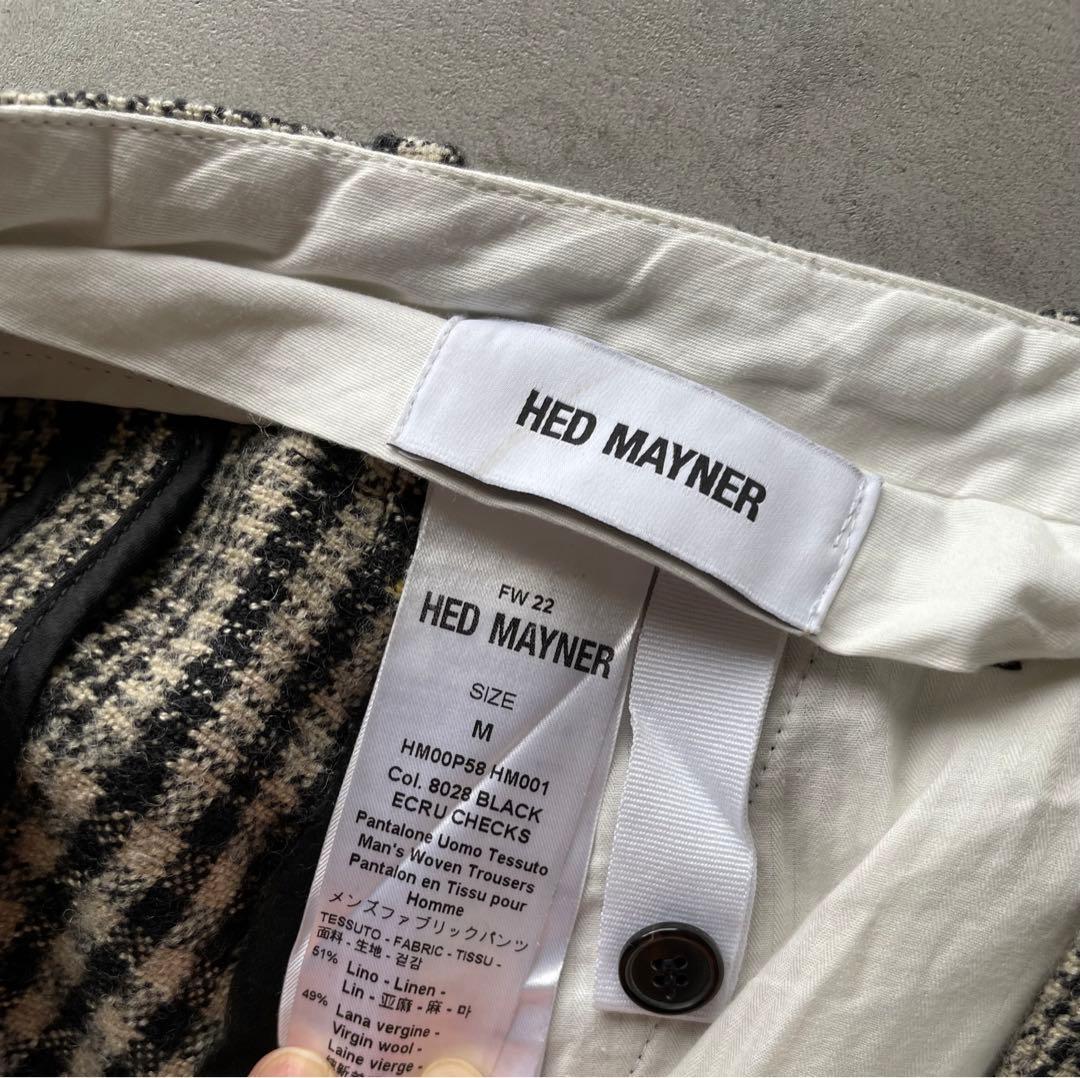 HED MAYNER
FW 22
HED MAYNER
SIZE
M
HM00P58 HM001
Col. 8028 BLACK
ECRU CHECKS
Pantalone Uomo Tessuto
Man's Woven Trousers
Pantalon en Tissu pour
Homme
メンズファブリックパンツ
TESSUTO - FABRIC - TISSU -
面料 - 生地 - 겉감
51%
Lino - Linen -
Lin - 亚麻 - 麻 - 마
49%
Lana vergine -
Virgin wool -
Laine vierge -